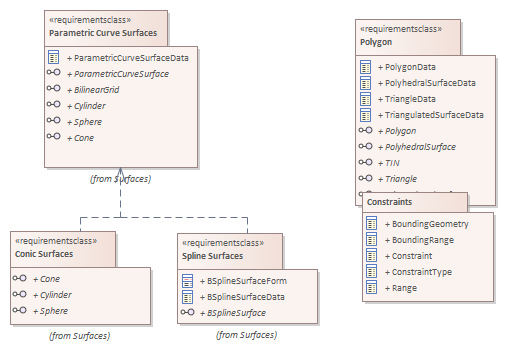 «requirementsclass»
Parametric Curve Surfaces
+ ParametricCurveSurfaceData
+ ParametricCurveSurface
+ BilinearGrid
+ Cylinder
+ Sphere
+ Cone
(from Surfaces)
«requirementsclass»
Polygon
+ PolygonData
+ PolyhedralSurfaceData
+ TriangleData
+ TriangulatedSurfaceData
+ Polygon
+ PolyhedralSurface
+ TIN
+ Triangle
Constraints
+ BoundingGeometry
+ BoundingRange
+ Constraint
+ ConstraintType
+ Range
«requirementsclass»
Conic Surfaces
+ Cone
+ Cylinder
+ Sphere
(from Surfaces)
«requirementsclass»
Spline Surfaces
+ BSplineSurfaceForm
+ BSplineSurfaceData
+ BSplineSurface
(from Surfaces)